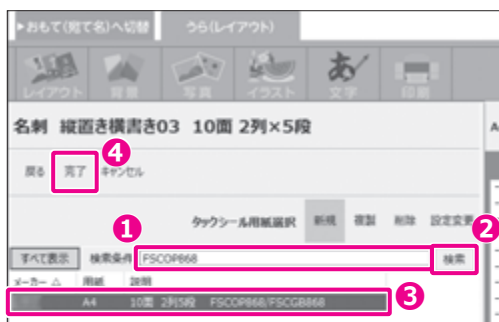 ▸おもて(宛て名)へ切替 うら(レイアウト)
レイアウト 背景 写真 イラスト 文字 印刷
あ
名刺 縦置き横書き03 10面 2列×5段
❹
戻る 完了 キャンセル
❶
❷
タックシール用紙選択 新規 複製 削除 設定変更
すべて表示 検索条件 FSCOP868 検索
メーカー △ 用紙 説明
❸
A4 10面 2列5段 FSCOP868/FSCGB868